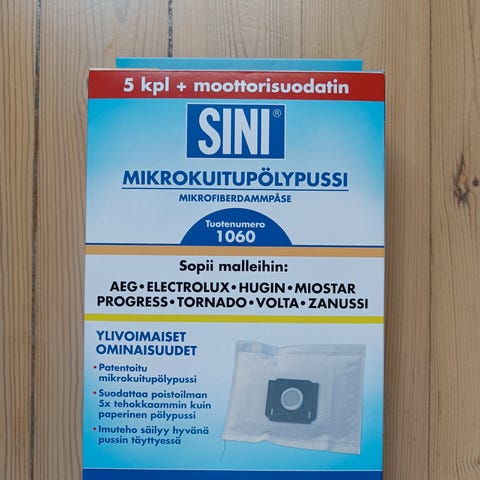 5 kpl + moottorisuodatin
SINI®
MIKROKUITUPÖLYPUSSI
MIKROFIBERDAMMPÅSE
Tuotenumero
1060
Sopii malleihin:
AEG • ELECTROLUX • HUGIN • MIOSTAR
PROGRESS • TORNADO • VOLTA • ZANUSSI
YLIVOIMAISET
OMINAISUUDET
• Patentoitu
mikrokuitupölypussi
• Suodattaa poistoilman
5x tehokkaammin kuin
paperinen pölypussi
• Imuteho säilyy hyvänä
pussin täyttyessä